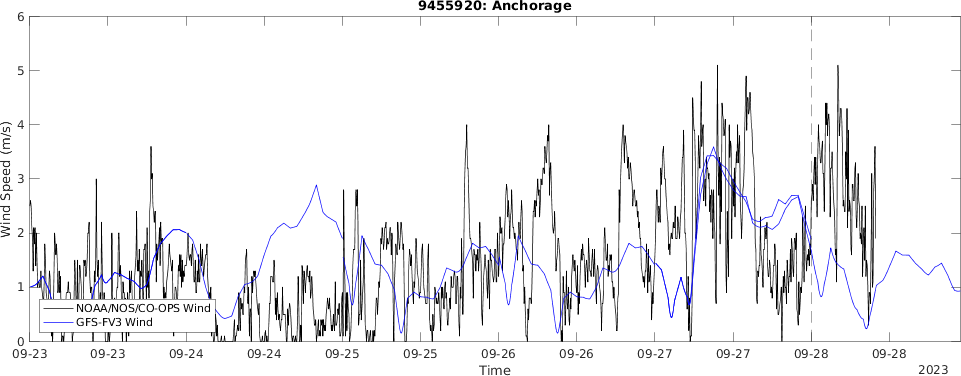 9455920: Anchorage
Wind Speed (m/s)
6
5
4
3
2
1
0
NOAA/NOS/CO-OPS Wind
GFS-FV3 Wind
09-23 09-23 09-24 09-24 09-25 09-25 09-26 09-26 09-27 09-27 09-28 09-28
Time
2023